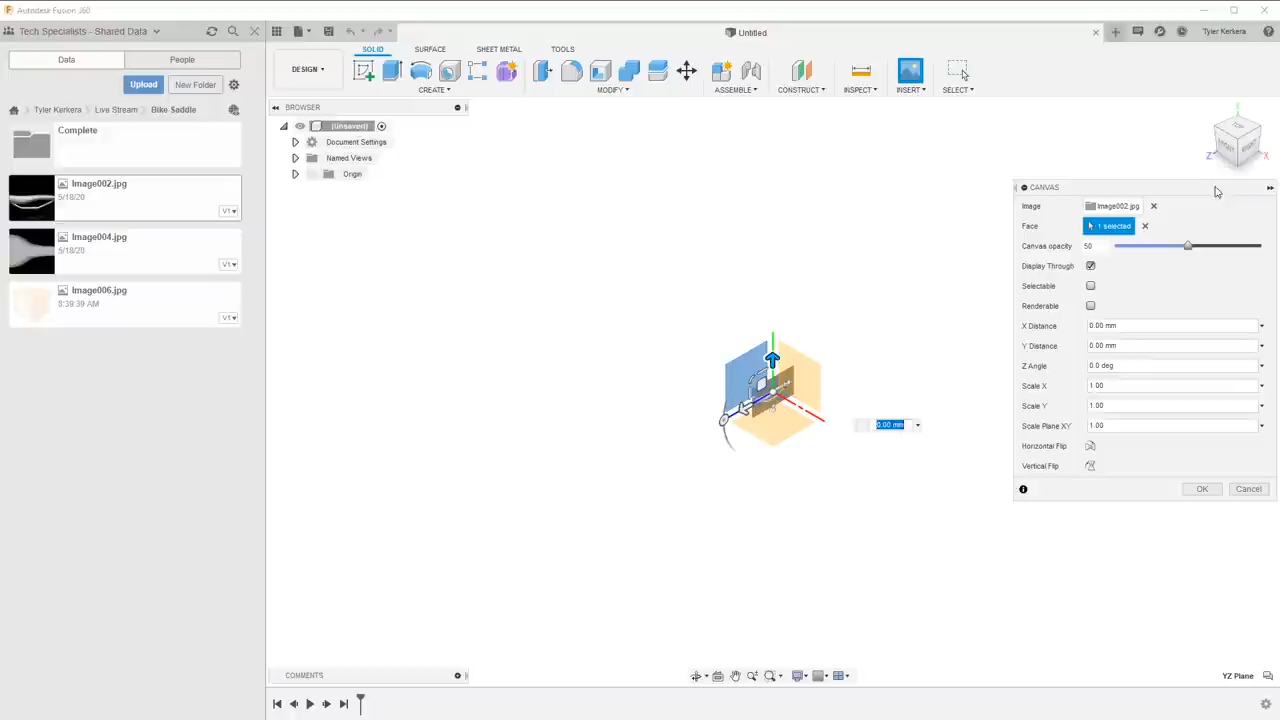 Autodesk Fusion 360
Tech Specialists - Shared Data
Untitled
Tyler Kerkera
Data
People
SOLID
SURFACE
SHEET METAL
TOOLS
Upload
New Folder
DESIGN
CREATE
MODIFY
ASSEMBLE
CONSTRUCT
INSPECT
INSERT
SELECT
Tyler Kerkera
Live Stream
Bike Saddle
BROWSER
Complete
(Unsaved)
Document Settings
Named Views
Origin
Image002.jpg
5/18/20
V1
Image004.jpg
5/18/20
V1
Image006.jpg
8:39:39 AM
V1
TOP
FRONT
RIGHT
Z
X
CANVAS
Image
Image002.jpg
Face
1 selected
Canvas opacity
50
Display Through
Selectable
Renderable
X Distance
0.00 mm
Y Distance
0.00 mm
Z Angle
0.0 deg
Scale X
1.00
Scale Y
1.00
Scale Plane XY
1.00
Horizontal Flip
Vertical Flip
OK
Cancel
0.00 mm
COMMENTS
YZ Plane